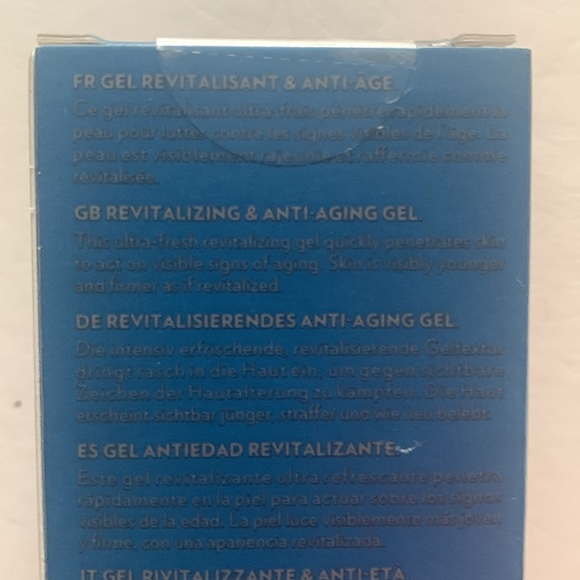 FR GEL REVITALISANT & ANTI-ÂGE
Ce gel revitalisant ultra-frais pénètre rapidement la
peau pour lutter contre les signes visibles de l'âge. La
peau est visiblement rajeunie et raffermie comme
revitalisée.
GB REVITALIZING & ANTI-AGING GEL.
This ultra-fresh revitalizing gel quickly penetrates skin
to act on visible signs of aging. Skin is visibly younger
and firmer as if revitalized.
DE REVITALISIERENDES ANTI-AGING GEL.
Die intensiv erfrischende, revitalisierende Geltextur
dringt rasch in die Haut ein, um gegen sichtbare
Zeichen der Hautalterung zu kämpfen. Die Haut
erscheint sichtbar jünger, straffer und wie neu belebt.
ES GEL ANTIEDAD REVITALIZANTE
Este gel revitalizante ultra refrescante penetra
rápidamente en la piel para actuar sobre los signos
visibles de la edad. La piel luce visiblemente más joven
y firme, con una apariencia revitalizada.
IT GEL RIVITALIZZANTE & ANTI-ETÀ.